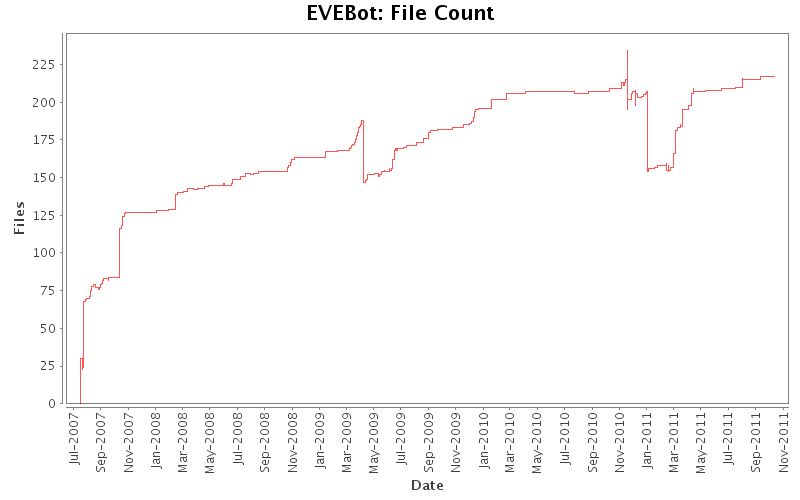 EVEBot: File Count
Files
225
200
175
150
125
100
75
50
25
0
Jul-2007
Sep-2007
Nov-2007
Jan-2008
Mar-2008
May-2008
Jul-2008
Sep-2008
Nov-2008
Jan-2009
Mar-2009
May-2009
Jul-2009
Sep-2009
Nov-2009
Jan-2010
Mar-2010
May-2010
Jul-2010
Sep-2010
Nov-2010
Jan-2011
Mar-2011
May-2011
Jul-2011
Sep-2011
Nov-2011
Date